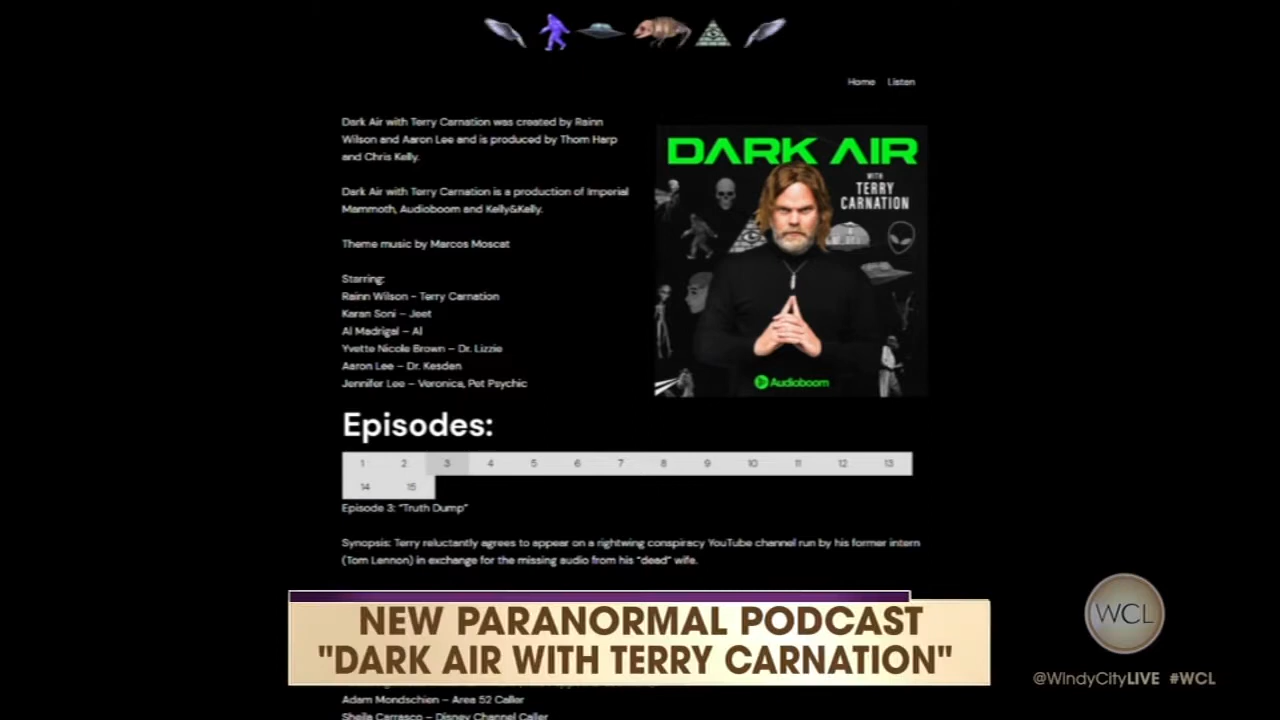 Home Listen
Dark Air with Terry Carnation was created by Rainn
Wilson and Aaron Lee and is produced by Thom Harp
and Chris Kelly.
Dark Air with Terry Carnation is a production of Imperial
Mammoth, Audioboom and Kelly&Kelly.
Theme music by Marcos Moscat
Starring:
Rainn Wilson - Terry Carnation
Karan Soni – Jeet
Al Madrigal – Al
Yvette Nicole Brown – Dr. Lizzie
Aaron Lee – Dr. Kesden
Jennifer Lee – Veronica, Pet Psychic
DARK AIR
WITH
TERRY
CARNATION
Audioboom
Episodes:
1 2 3 4 5 6 7 8 9 10 11 12 13
14 15
Episode 3: “Truth Dump”
Synopsis: Terry reluctantly agrees to appear on a rightwing conspiracy YouTube channel run by his former intern
(Tom Lennon) in exchange for the missing audio from his “dead” wife.
NEW PARANORMAL PODCAST
"DARK AIR WITH TERRY CARNATION"
WCL
@WindyCityLIVE #WCL
Adam Mondschien – Area 52 Caller
Sheila Carrasco – Disney Channel Caller